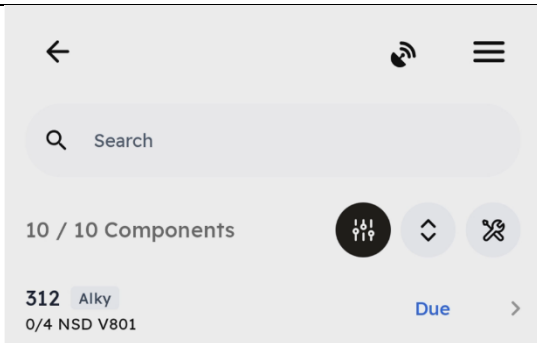 Search
10 / 10 Components
312 Alky
Due
0/4 NSD V801